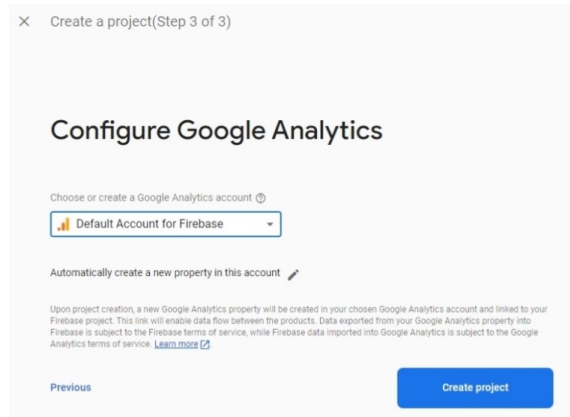 Create a project(Step 3 of 3)
Configure Google Analytics
Choose or create a Google Analytics account
Default Account for Firebase
Automatically create a new property in this account
Upon project creation, a new Google Analytics property will be created in your chosen Google Analytics account and linked to your
Firebase project. This link will enable data flow between the products. Data exported from your Google Analytics property into
Firebase is subject to the Firebase terms of service, while Firebase data imported into Google Analytics is subject to the Google
Analytics terms of service. Learn more
Previous
Create project